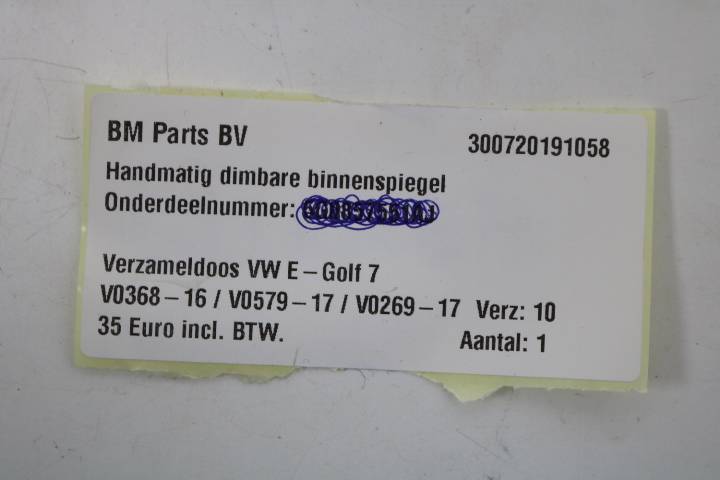 BM Parts BV 300720191058
Handmatig dimbare binnenspiegel
Onderdeelnummer:
Verzameldoos VW E-Golf 7
V0368-16 / V0579-17 / V0269-17 Verz: 10
35 Euro incl. BTW. Aantal: 1